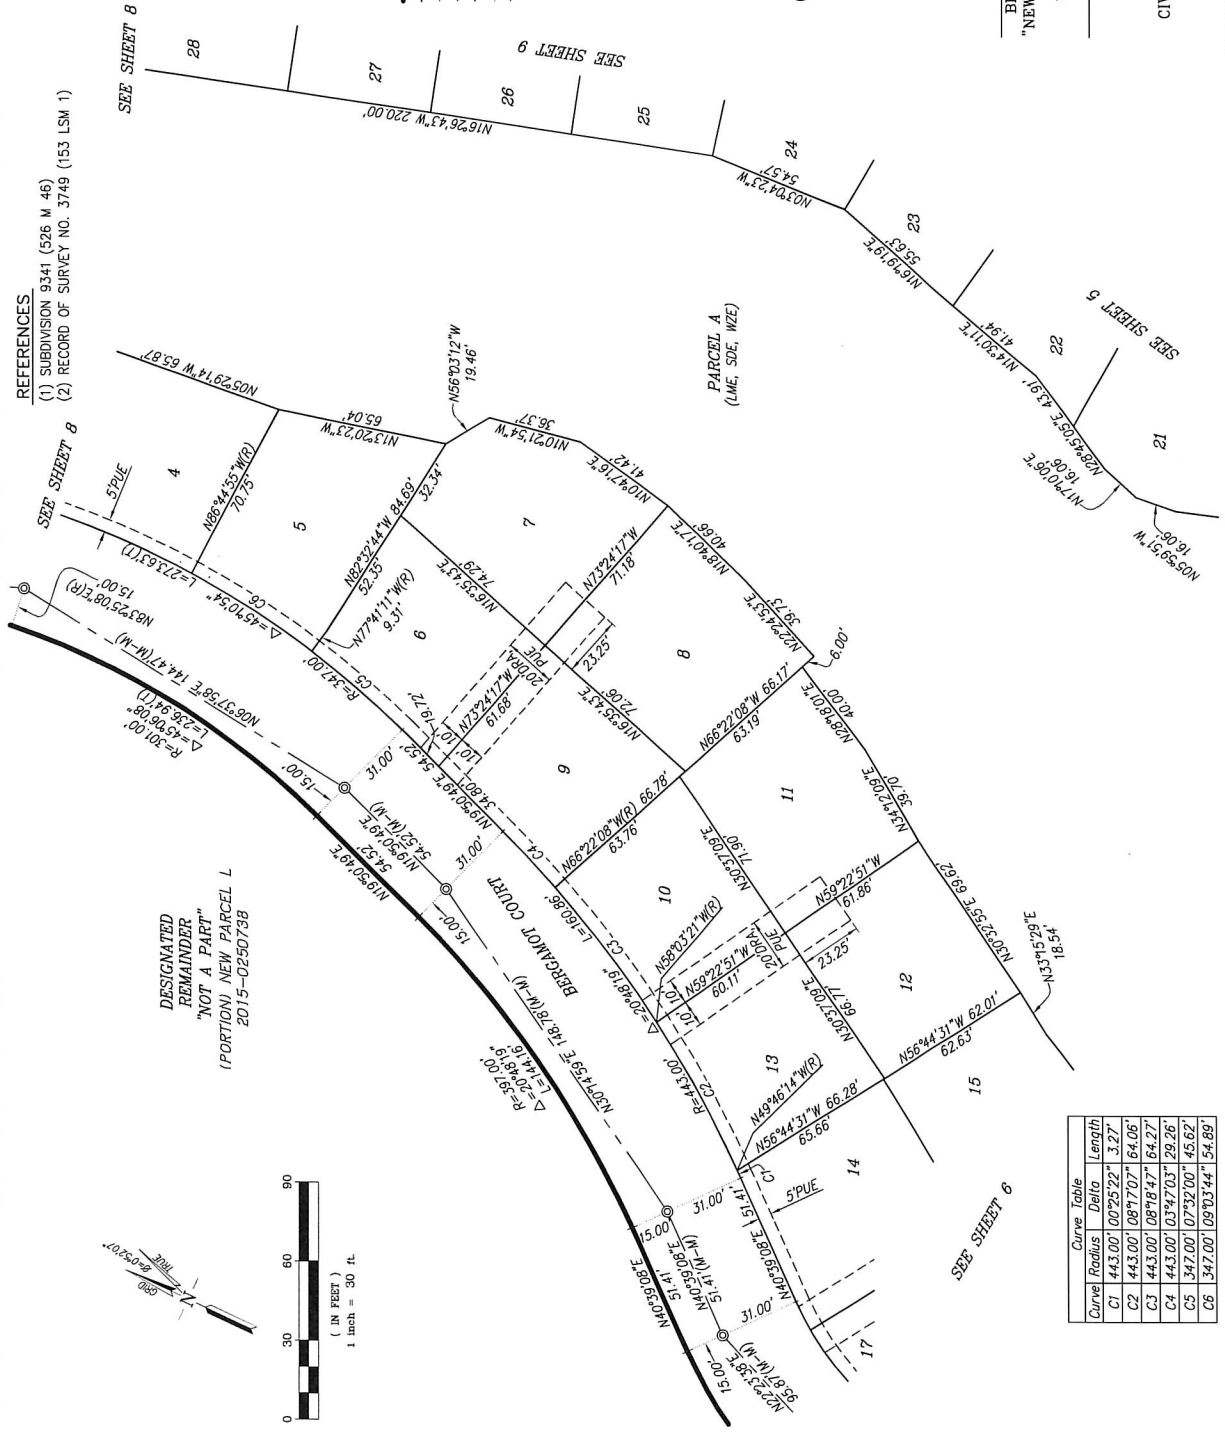 REFERENCES
(1) SUBDIVISION 9341 (526 M 46)
(2) RECORD OF SURVEY NO. 3749 (153 LSM 1)
SEE SHEET 8
SEE SHEET 8
SEE SHEET 9
SEE SHEET 5
SEE SHEET 6
28
27
26
25
24
23
22
21
N16°26'43"W 220.00'
N03°04'23"W
54.57'
N16°19'19"E
55.63'
N14°30'11"E
41.94'
N28°45'05"E 43.91'
N17°10'06"E
16.06
N05°59'51"W
16.06'
PARCEL A
(LME, SDE, WZE)
5'PUE
4
N05°29'14"W 65.87'
N86°44'55"W(R)
70.75'
5
N13°20'23"W
65.04'
N56°03'12"W
19.46'
N82°32'44"W 84.69'
52.35'
32.34'
N77°41'11"W(R)
9.31'
6
7
N10°21'54"W
36.37'
N10°47'16"E
41.42'
N16°35'43"E
74.29'
N73°24'17"W
71.18'
N18°40'17"E
40.66'
N22°24'53"E
39.73'
6.00'
8
20'DRA,
PUE
23.25'
N73°24'17"W
61.68'
10'
10'
19.72'
N16°35'43"E
72.06'
9
N66°22'08"W 66.17'
63.19'
N66°22'08"W(R) 66.78'
63.76'
N28°18'01"E
40.00'
N34°12'09"E
39.70'
11
10
N30°37'09"E
71.90'
N58°03'21"W(R)
N59°22'51"W
61.86'
N59°22'51"W
60.11'
20'DRA,
PUE
23.25'
10'
10'
12
N30°32'55"E 69.62'
N33°15'29"E
18.54'
N30°37'09"E
66.77'
N56°44'31"W 62.01'
62.63'
13
N49°46'14"W(R)
N56°44'31"W 66.28'
65.66'
15
14
5'PUE
17
L=273.63'(T)
Δ=45°10'54"
R=347.00'
C6
C5
N83°25'08"E(R)
15.00'
N06°37'58"E 144.47'(M-M)
R=301.00'
Δ=45°06'08"
L=236.94'(T)
15.00'
31.00'
N19°50'49"E 54.52'
34.80'
N19°50'49"E
54.52'(M-M)
N19°50'49"E
54.52'
15.00'
31.00'
C4
L=160.86'
C3
Δ=20°48'19"
R=443.00'
C2
C1
BERGAMOT COURT
N30°14'59"E 148.78'(M-M)
R=397.00'
Δ=20°48'19"
L=144.16'
31.00'
15.00'
N40°39'08"E
51.41'
N40°39'08"E
51.41'(M-M)
N40°39'08"E 51.41'
31.00'
15.00'
N22°23'38"E
95.87'(M-M)
DESIGNATED
REMAINDER
"NOT A PART"
(PORTION) NEW PARCEL L
2015-0250738
GRID
θ=0°52'07"
TRUE
N
0 30 60 90
( IN FEET )
1 inch = 30 ft.
Curve Table
Curve Radius Delta Length
C1 443.00' 00°25'22" 3.27'
C2 443.00' 08°17'07" 64.06'
C3 443.00' 08°18'47" 64.27'
C4 443.00' 03°47'03" 29.26'
C5 347.00' 07°32'00" 45.62'
C6 347.00' 09°03'44" 54.89'
"NEW